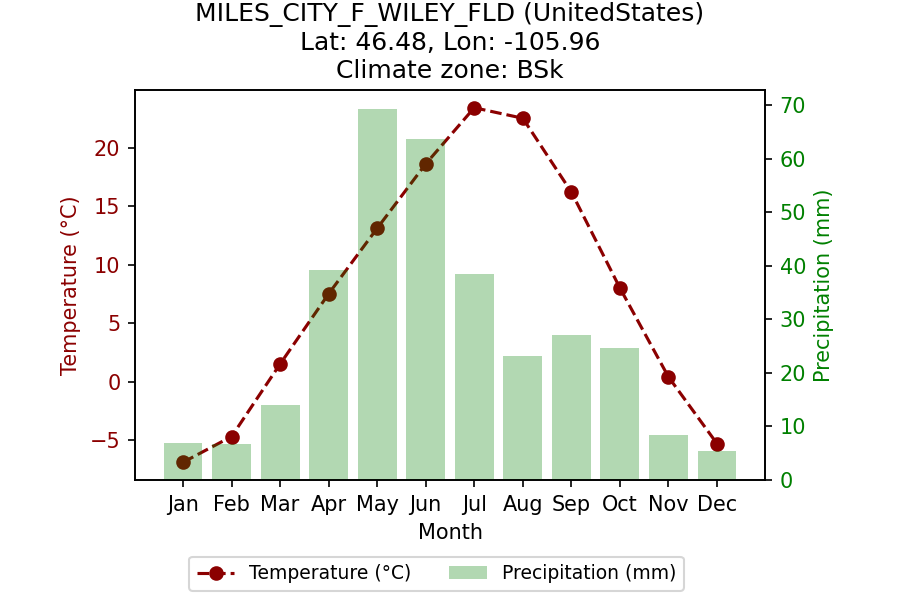 MILES_CITY_F_WILEY_FLD (UnitedStates)
Lat: 46.48, Lon: -105.96
Climate zone: BSk
Temperature (°C)
20
15
10
5
0
−5
Precipitation (mm)
70
60
50
40
30
20
10
0
Jan Feb Mar Apr May Jun Jul Aug Sep Oct Nov Dec
Month
Temperature (°C) Precipitation (mm)